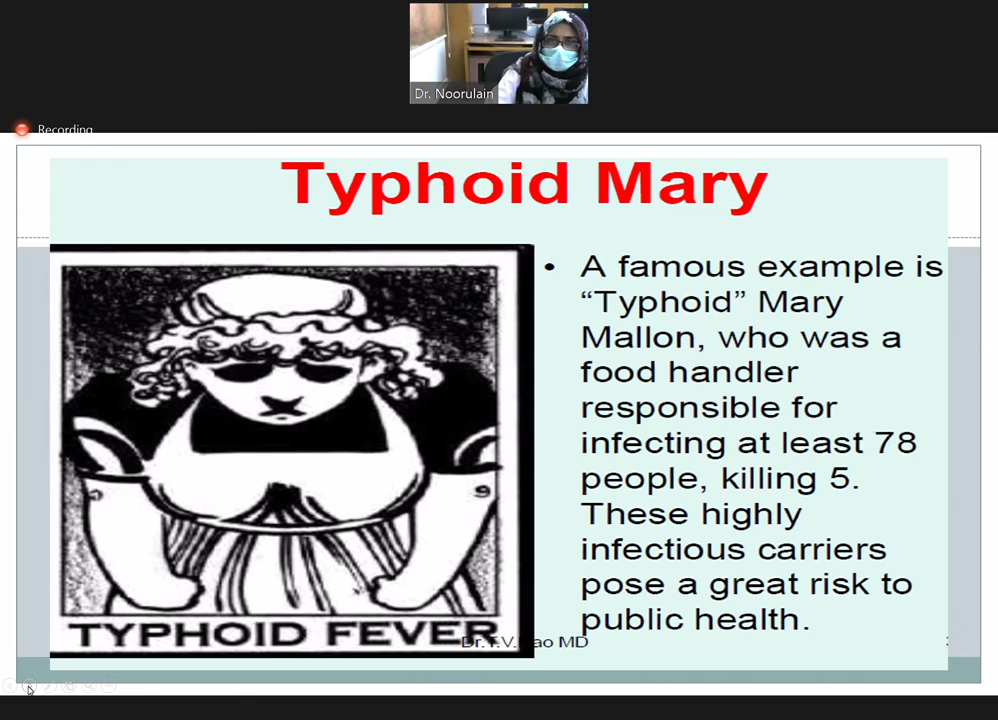 Dr. Noorulain
Recording
Typhoid Mary
• A famous example is
“Typhoid” Mary
Mallon, who was a
food handler
responsible for
infecting at least 78
people, killing 5.
These highly
infectious carriers
pose a great risk to
public health.
TYPHOID FEVER
MD